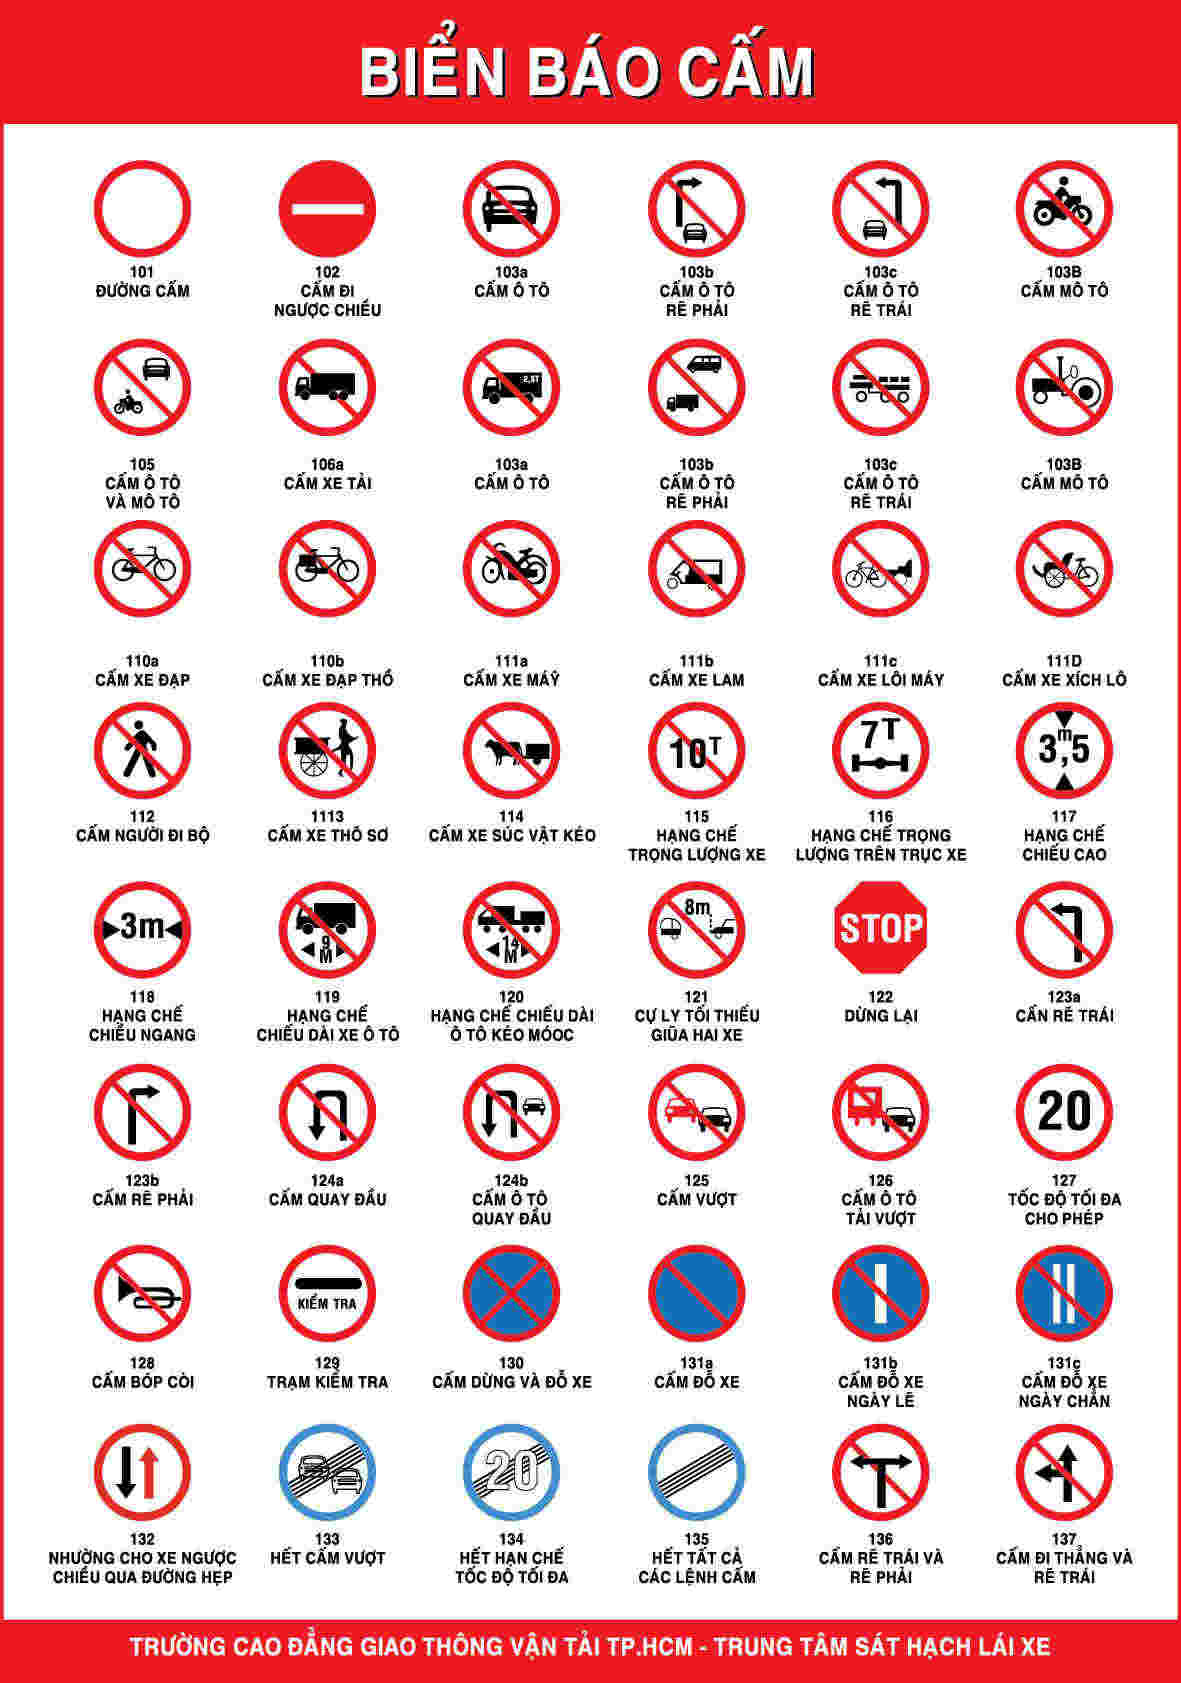 BIỂN BÁO CẤM
101
ĐƯỜNG CẤM
102
CẤM ĐI
NGƯỢC CHIỀU
103a
CẤM Ô TÔ
103b
CẤM Ô TÔ
RẼ PHẢI
103c
CẤM Ô TÔ
RẼ TRÁI
103B
CẤM MÔ TÔ
2,5T
105
CẤM Ô TÔ
VÀ MÔ TÔ
106a
CẤM XE TẢI
103a
CẤM Ô TÔ
103b
CẤM Ô TÔ
RẼ PHẢI
103c
CẤM Ô TÔ
RẼ TRÁI
103B
CẤM MÔ TÔ
110a
CẤM XE ĐẠP
110b
CẤM XE ĐẠP THỒ
111a
CẤM XE MÁY
111b
CẤM XE LAM
111c
CẤM XE LÔI MÁY
111D
CẤM XE XÍCH LÔ
10T
7T
3m,5
112
CẤM NGƯỜI ĐI BỘ
1113
CẤM XE THÔ SƠ
114
CẤM XE SÚC VẬT KÉO
115
HẠNG CHẾ
TRỌNG LƯỢNG XE
116
HẠNG CHẾ TRỌNG
LƯỢNG TRÊN TRỤC XE
117
HẠNG CHẾ
CHIỀU CAO
3m
9
M
14
M
8m
STOP
118
HẠNG CHẾ
CHIỀU NGANG
119
HẠNG CHẾ
CHIỀU DÀI XE Ô TÔ
120
HẠNG CHẾ CHIỀU DÀI
Ô TÔ KÉO MÓOC
121
CỰ LY TỐI THIỂU
GIŨA HAI XE
122
DỪNG LẠI
123a
CẤN RẼ TRÁI
20
123b
CẤM RẼ PHẢI
124a
CẤM QUAY ĐẦU
124b
CẤM Ô TÔ
QUAY ĐẦU
125
CẤM VƯỢT
126
CẤM Ô TÔ
TẢI VƯỢT
127
TỐC ĐỘ TỐI ĐA
CHO PHÉP
KIỂM TRA
128
CẤM BÓP CÒI
129
TRẠM KIỂM TRA
130
CẤM DỪNG VÀ ĐỖ XE
131a
CẤM ĐỖ XE
131b
CẤM ĐỖ XE
NGÀY LẼ
131c
CẤM ĐỖ XE
NGÀY CHẴN
20
132
NHƯỜNG CHO XE NGƯỢC
CHIỀU QUA ĐƯỜNG HẸP
133
HẾT CẤM VƯỢT
134
HẾT HẠN CHẾ
TỐC ĐỘ TỐI ĐA
135
HẾT TẤT CẢ
CÁC LỆNH CẤM
136
CẤM RẼ TRÁI VÀ
RẼ PHẢI
137
CẤM ĐI THẲNG VÀ
RẼ TRÁI
TRƯỜNG CAO ĐẲNG GIAO THÔNG VẬN TẢI TP.HCM - TRUNG TÂM SÁT HẠCH LÁI XE